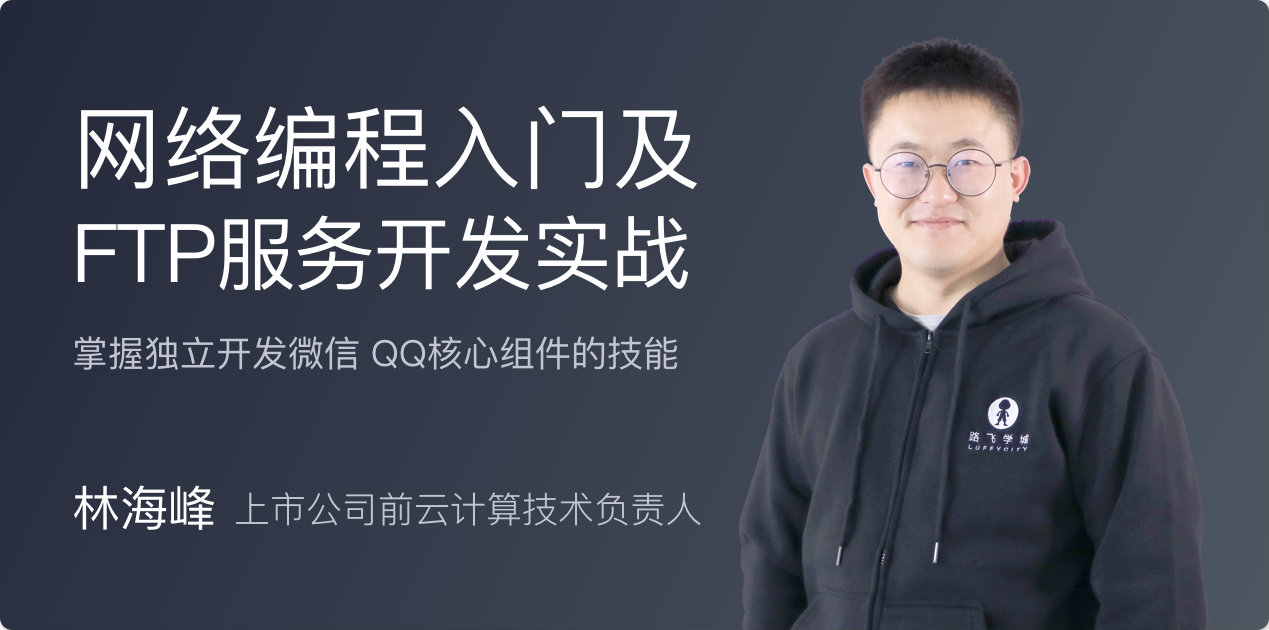 网络编程入门及
FTP服务开发实战
掌握独立开发微信 QQ核心组件的技能
林海峰 上市公司前云计算技术负责人
路飞学城
LUFFYCITY